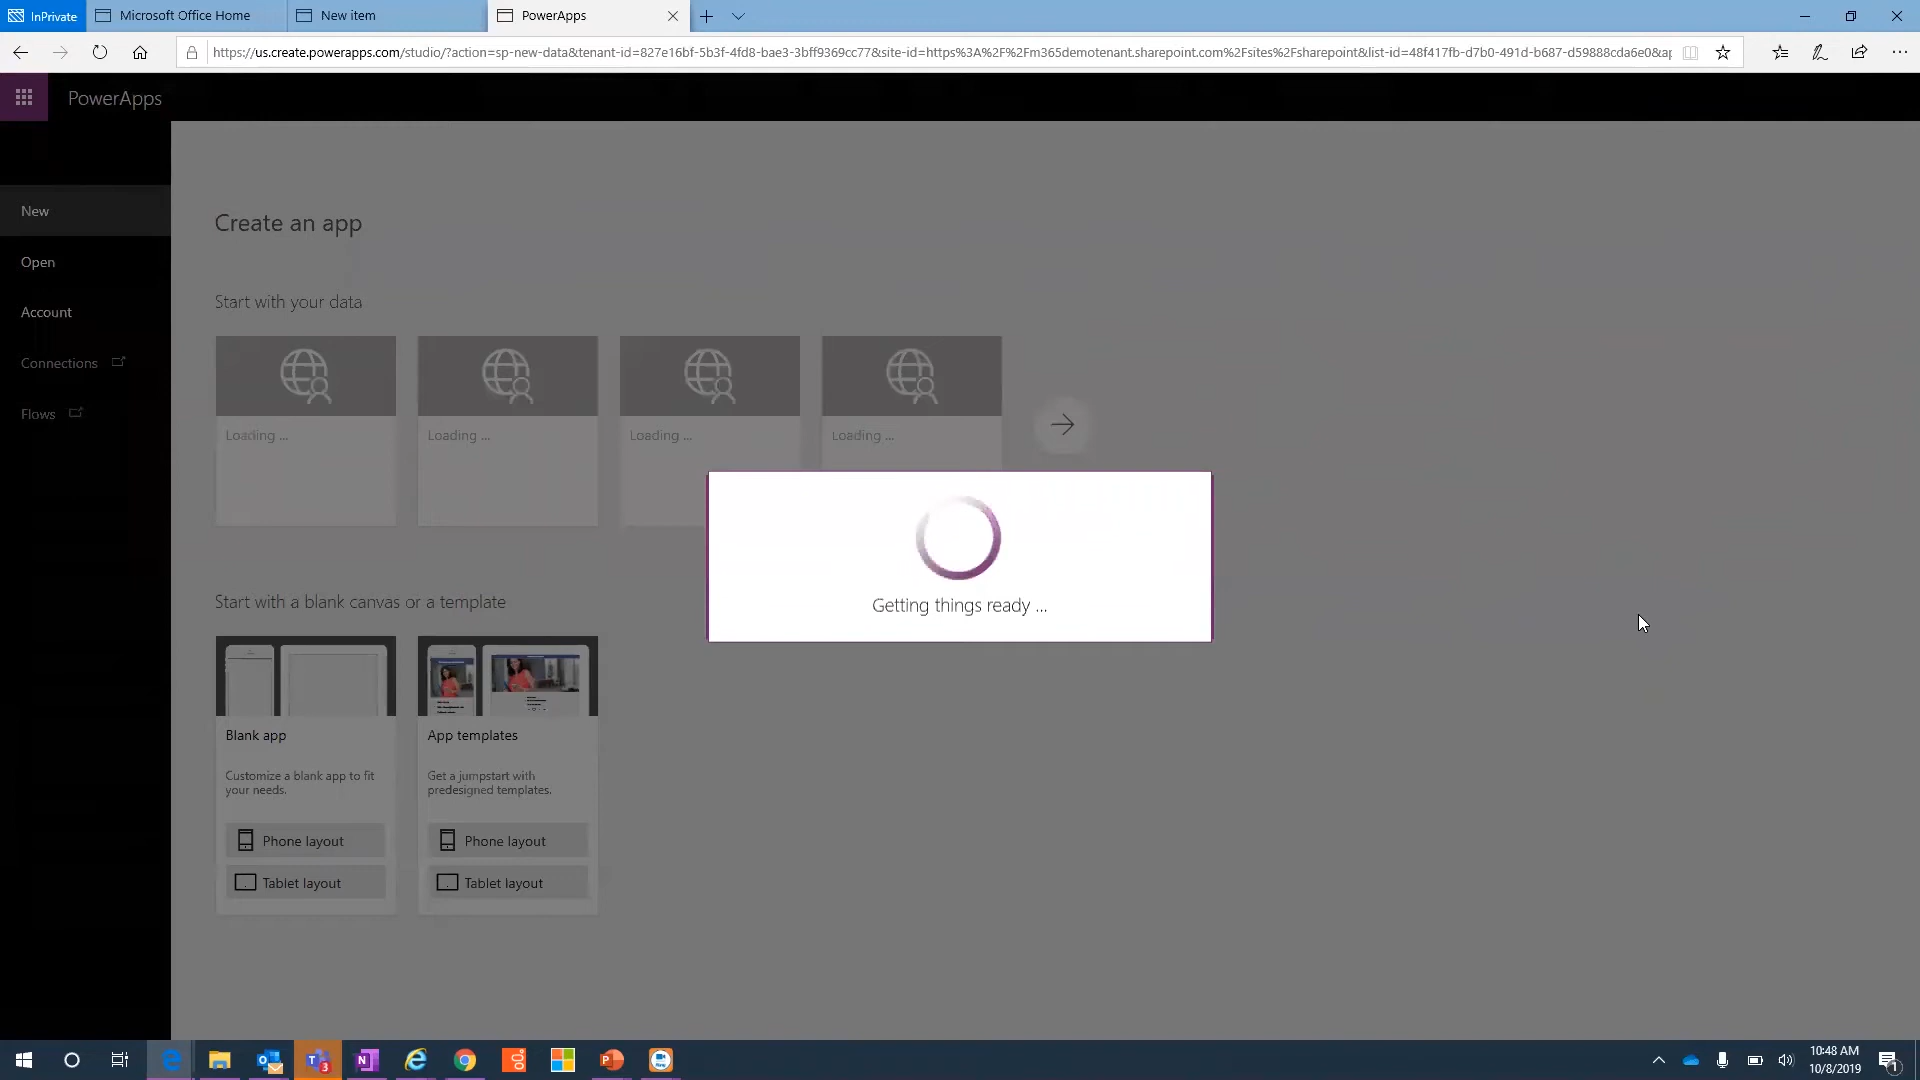 InPrivate
Microsoft Office Home
New item
PowerApps
https://us.create.powerapps.com/studio/?action=sp-new-data&tenant-id=827e16bf-5b3f-4fd8-bae3-3bff9369cc77&site-id=https%3A%2F%2Fm365demotenant.sharepoint.com%2Fsites%2Fsharepoint&list-id=48f417fb-d7b0-491d-b687-d59888cda6e0&ap
PowerApps
New
Open
Account
Connections
Flows
Create an app
Start with your data
Loading ...
Loading ...
Loading ...
Loading ...
Getting things ready ...
Start with a blank canvas or a template
Blank app
Customize a blank app to fit
your needs.
Phone layout
Tablet layout
App templates
Get a jumpstart with
predesigned templates.
Phone layout
Tablet layout
3
10:48 AM
10/8/2019
1